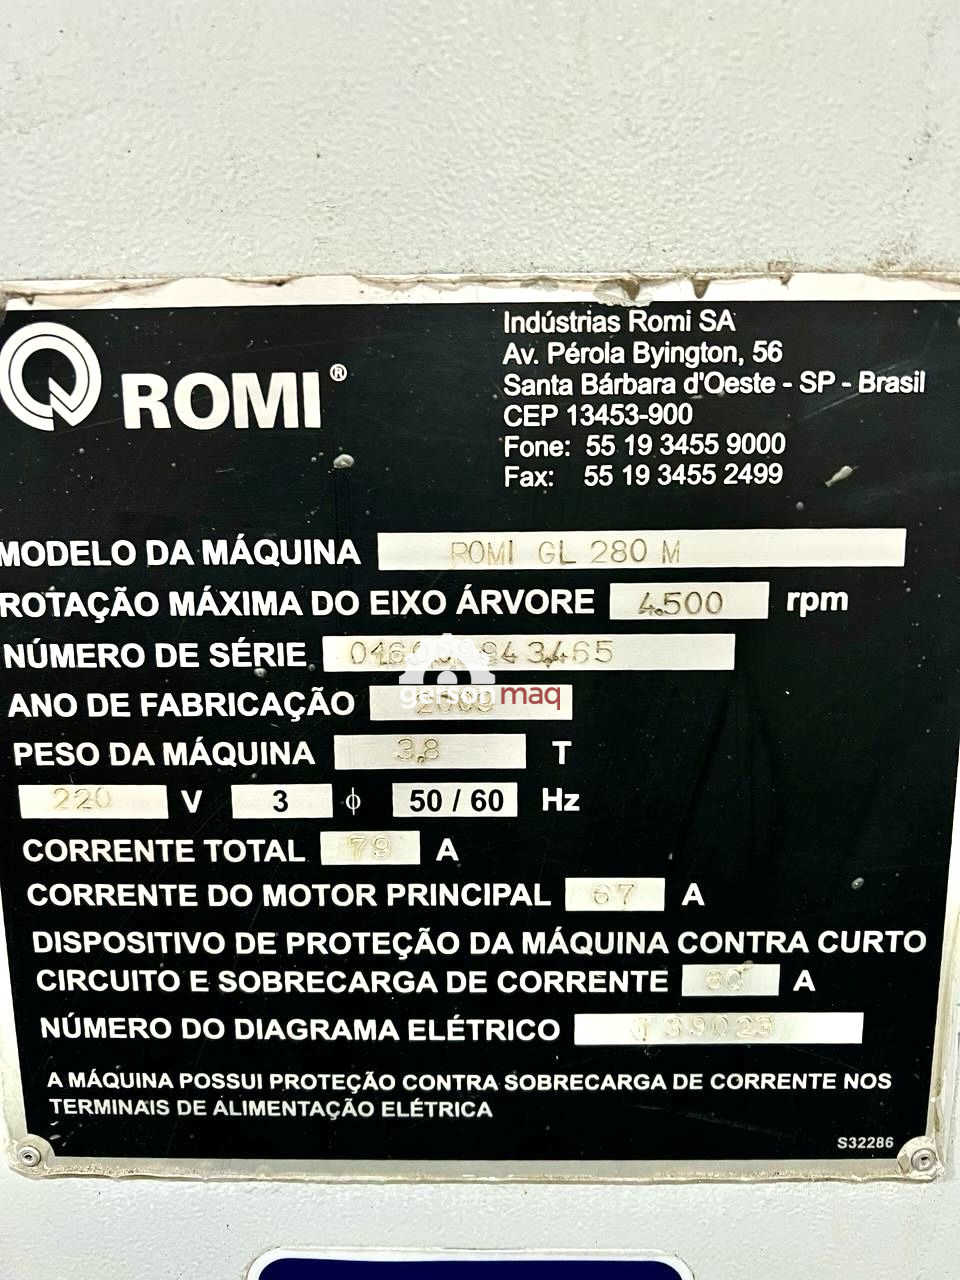 ROMI®
Indústrias Romi SA
Av. Pérola Byington, 56
Santa Bárbara d'Oeste - SP - Brasil
CEP 13453-900
Fone: 55 19 3455 9000
Fax: 55 19 3455 2499
MODELO DA MÁQUINA ROMI GL 280 M
ROTAÇÃO MÁXIMA DO EIXO ÁRVORE 4.500 rpm
NÚMERO DE SÉRIE
gersonmaq
ANO DE FABRICAÇÃO
PESO DA MÁQUINA 3,8 T
220 V 3 ϕ 50 / 60 Hz
CORRENTE TOTAL A
CORRENTE DO MOTOR PRINCIPAL 67 A
DISPOSITIVO DE PROTEÇÃO DA MÁQUINA CONTRA CURTO
CIRCUITO E SOBRECARGA DE CORRENTE A
NÚMERO DO DIAGRAMA ELÉTRICO
A MÁQUINA POSSUI PROTEÇÃO CONTRA SOBRECARGA DE CORRENTE NOS
TERMINAIS DE ALIMENTAÇÃO ELÉTRICA
S32286